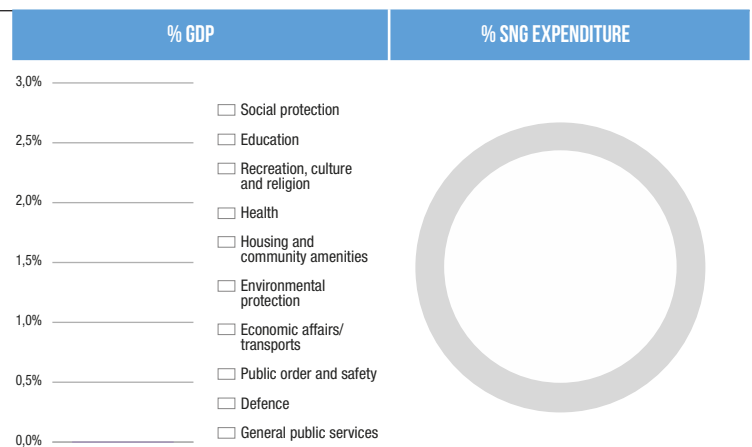 % GDP
% SNG EXPENDITURE
3,0%
2,5%
2,0%
1,5%
1,0%
0,5%
0,0%
Social protection
Education
Recreation, culture
and religion
Health
Housing and
community amenities
Environmental
protection
Economic affairs/
transports
Public order and safety
Defence
General public services